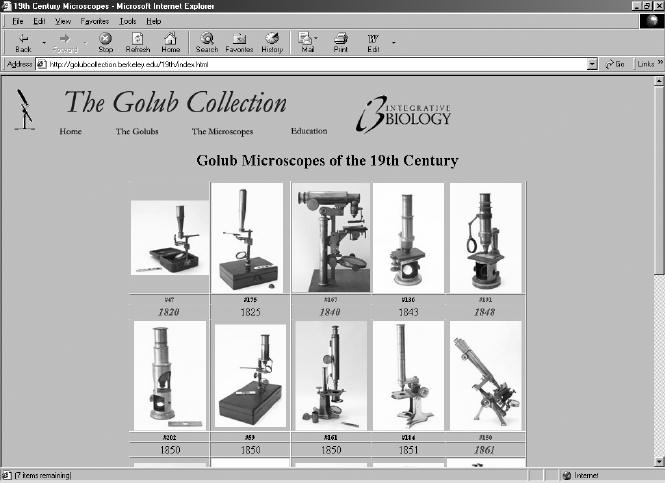 19th Century Microscopes - Microsoft Internet Explorer
File Edit View Favorites Tools Help
Back Forward Stop Refresh Home Search Favorites History Mail Print Edit
Address http://golubcollection.berkeley.edu/19th/index.html Go Links »
The Golub Collection
i3 INTEGRATIVE BIOLOGY
Home The Golubs The Microscopes Education
Golub Microscopes of the 19th Century
#47 #175 #167 #136 #191
1820 1825 1840 1843 1848
#202 #59 #161 #184 #150
1850 1850 1850 1851 1861
(7 items remaining) Internet